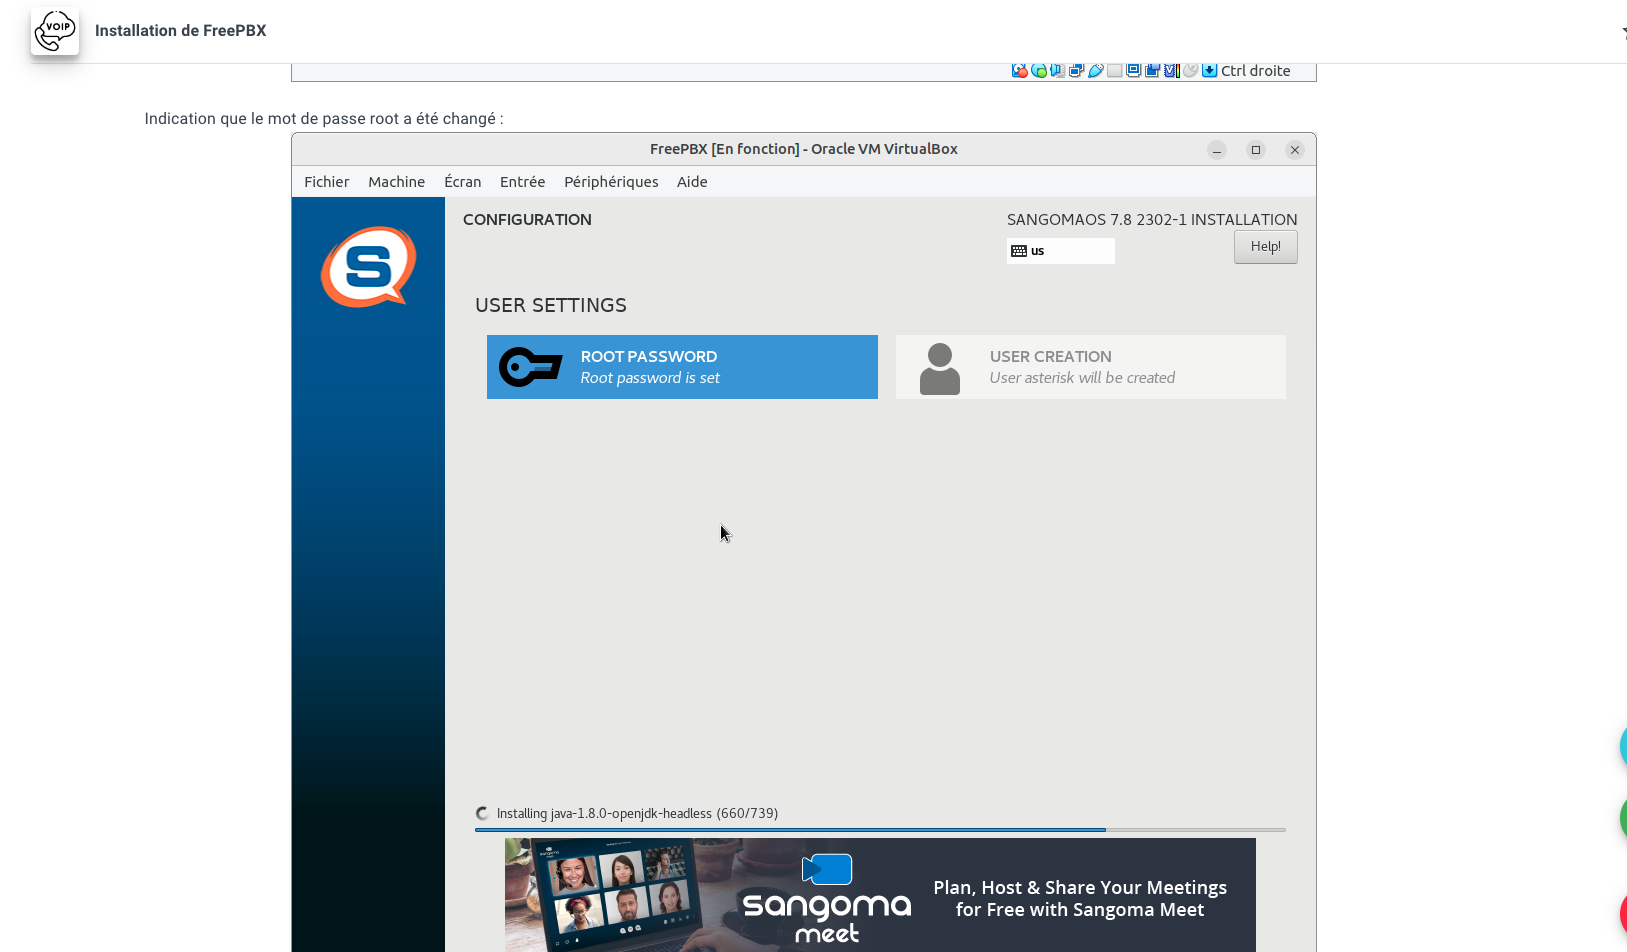 VOIP
Installation de FreePBX
Ctrl droite
Indication que le mot de passe root a été changé :
FreePBX [En fonction] - Oracle VM VirtualBox
Fichier Machine Écran Entrée Périphériques Aide
CONFIGURATION
SANGOMAOS 7.8 2302-1 INSTALLATION
us
Help!
USER SETTINGS
ROOT PASSWORD
Root password is set
USER CREATION
User asterisk will be created
Installing java-1.8.0-openjdk-headless (660/739)
sangoma
meet
Plan, Host & Share Your Meetings
for Free with Sangoma Meet